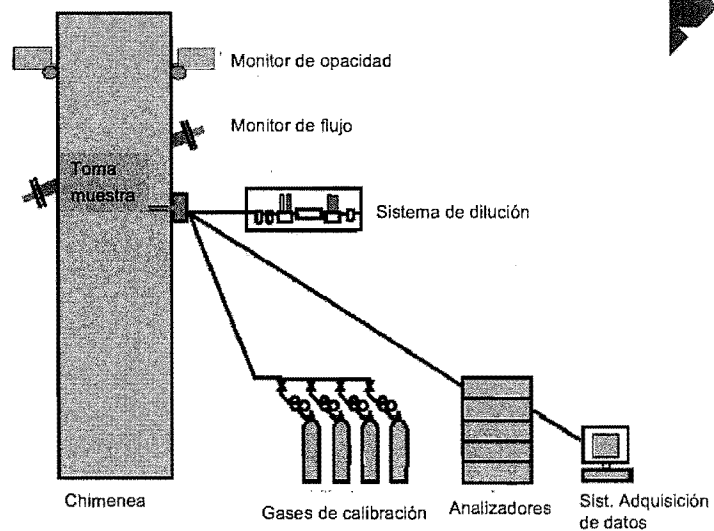 Monitor de opacidad
Monitor de flujo
Toma
muestra
Sistema de dilución
Chimenea
Gases de calibración
Analizadores
Sist. Adquisición
de datos